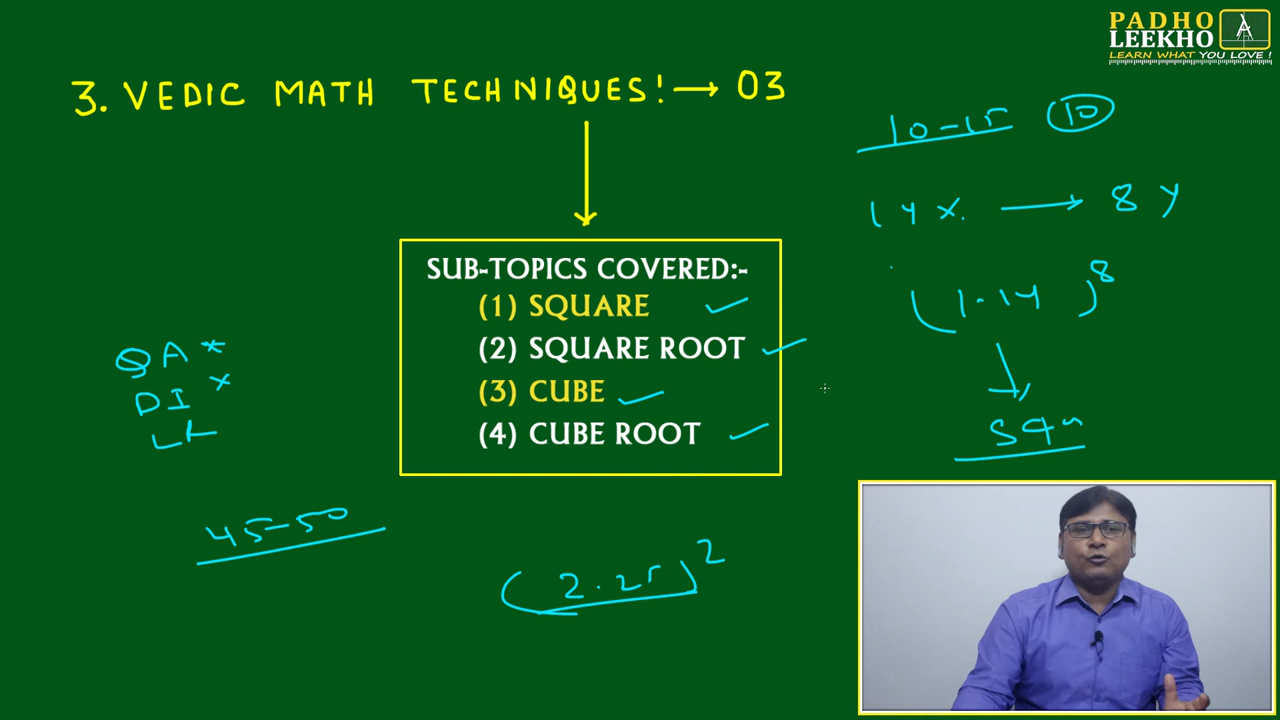 PADHO
LEEKHO
LEARN WHAT YOU LOVE !
3. VEDIC MATH TECHNIQUES! → 03
SUB-TOPICS COVERED:-
(1) SQUARE ✓
(2) SQUARE ROOT ✓
(3) CUBE ✓
(4) CUBE ROOT ✓
10-15 10
14 %. → 8 Y
(1.14)^8
QA *
DI *
LR
45-50
(2.25)^2